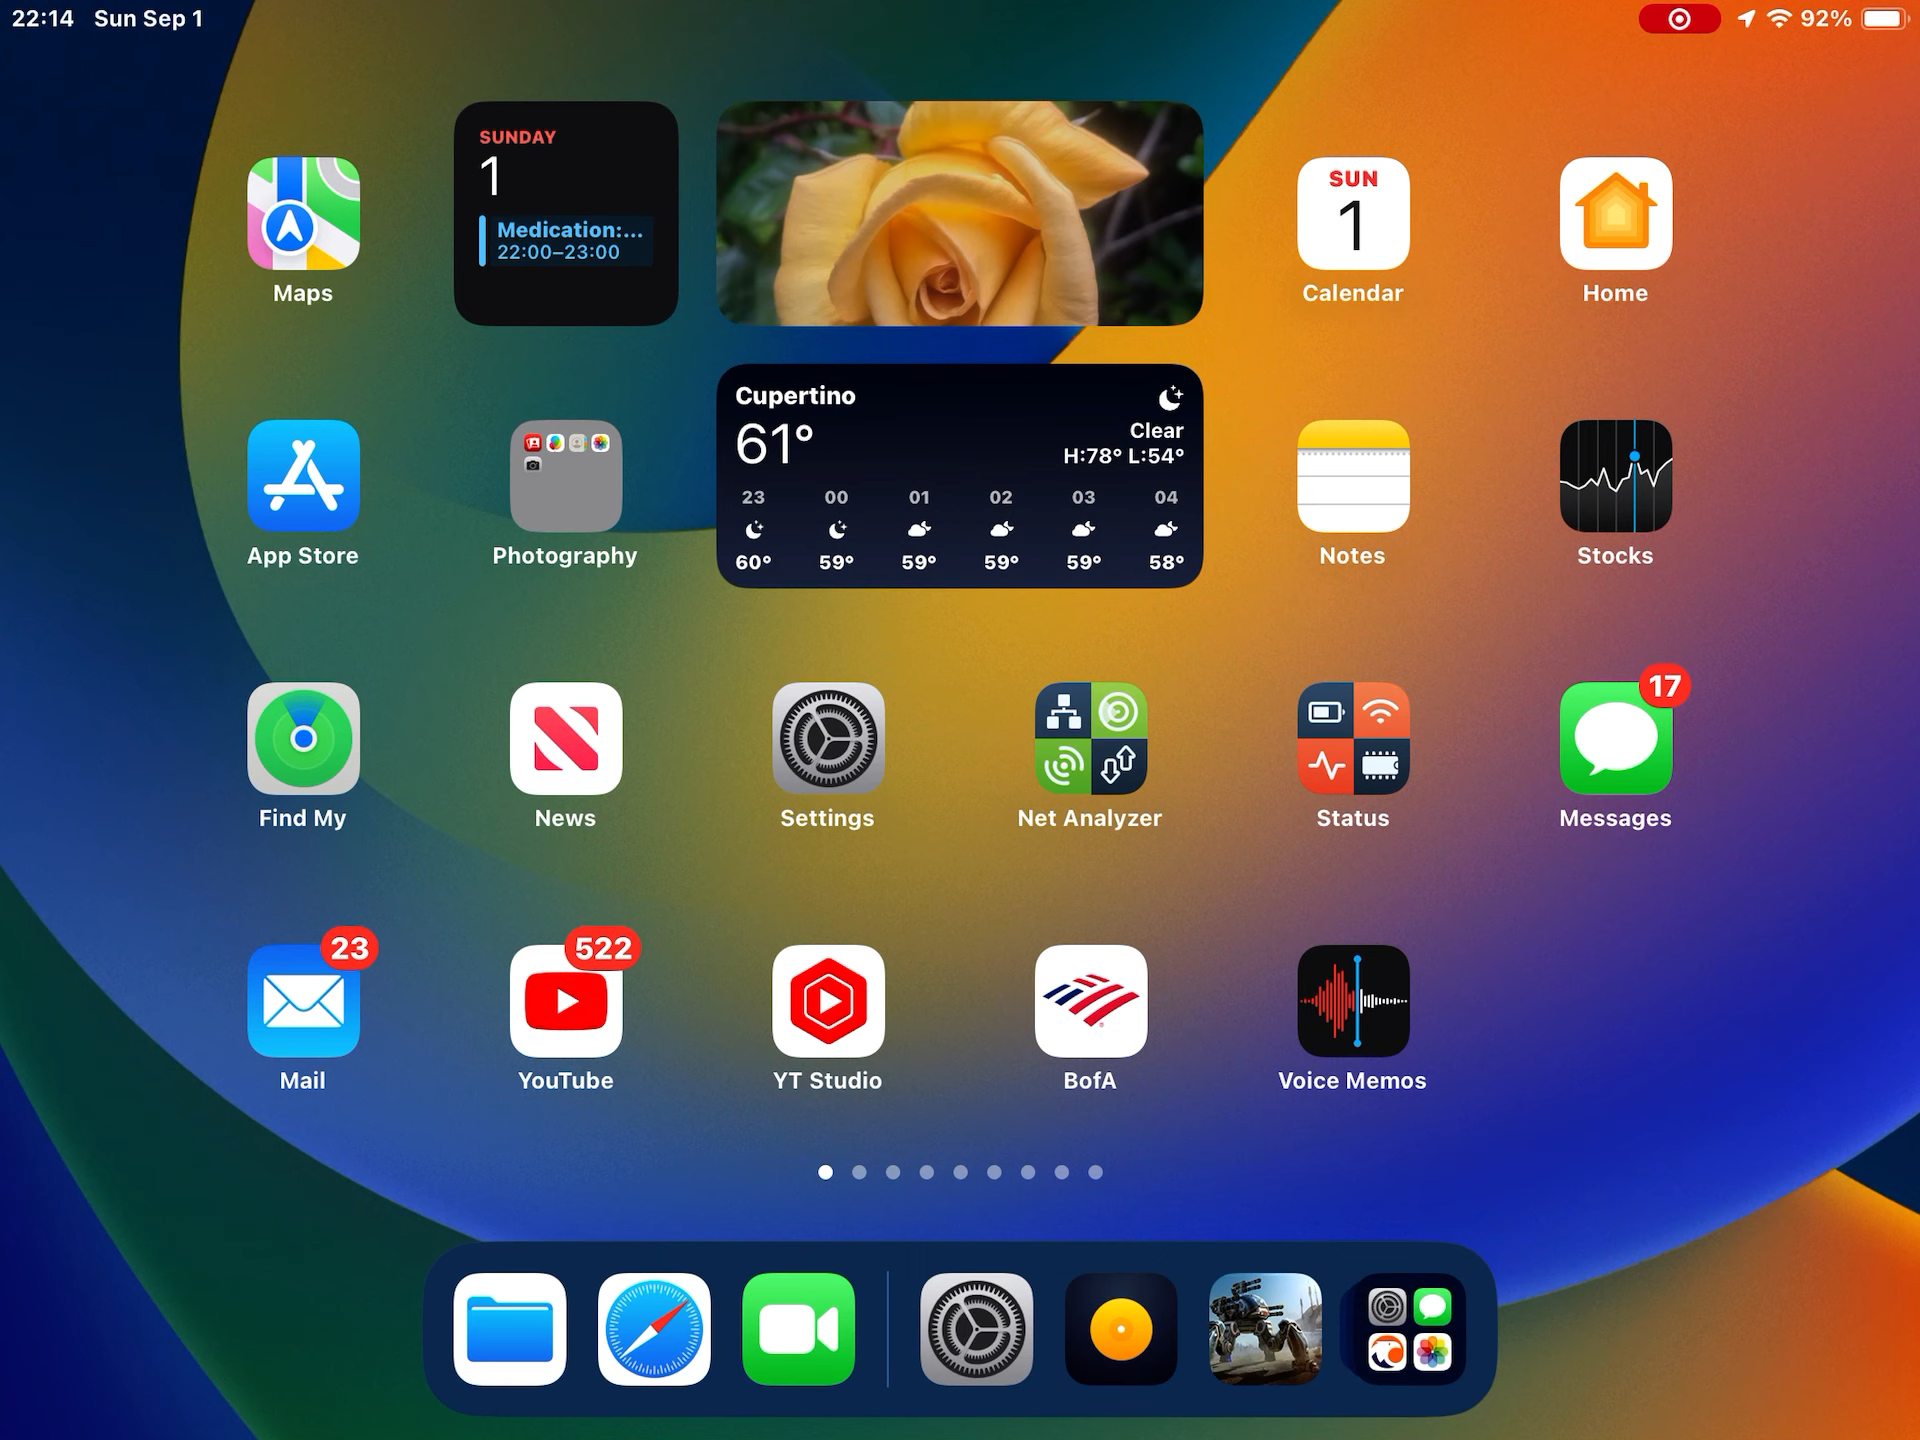 22:14 Sun Sep 1
92%
SUNDAY
1
Medication:...
22:00–23:00
SUN
1
Maps
Calendar
Home
Cupertino
61°
Clear
H:78° L:54°
23 00 01 02 03 04
60° 59° 59° 59° 59° 58°
App Store
Photography
Notes
Stocks
17
Find My
News
Settings
Net Analyzer
Status
Messages
23
522
Mail
YouTube
YT Studio
BofA
Voice Memos